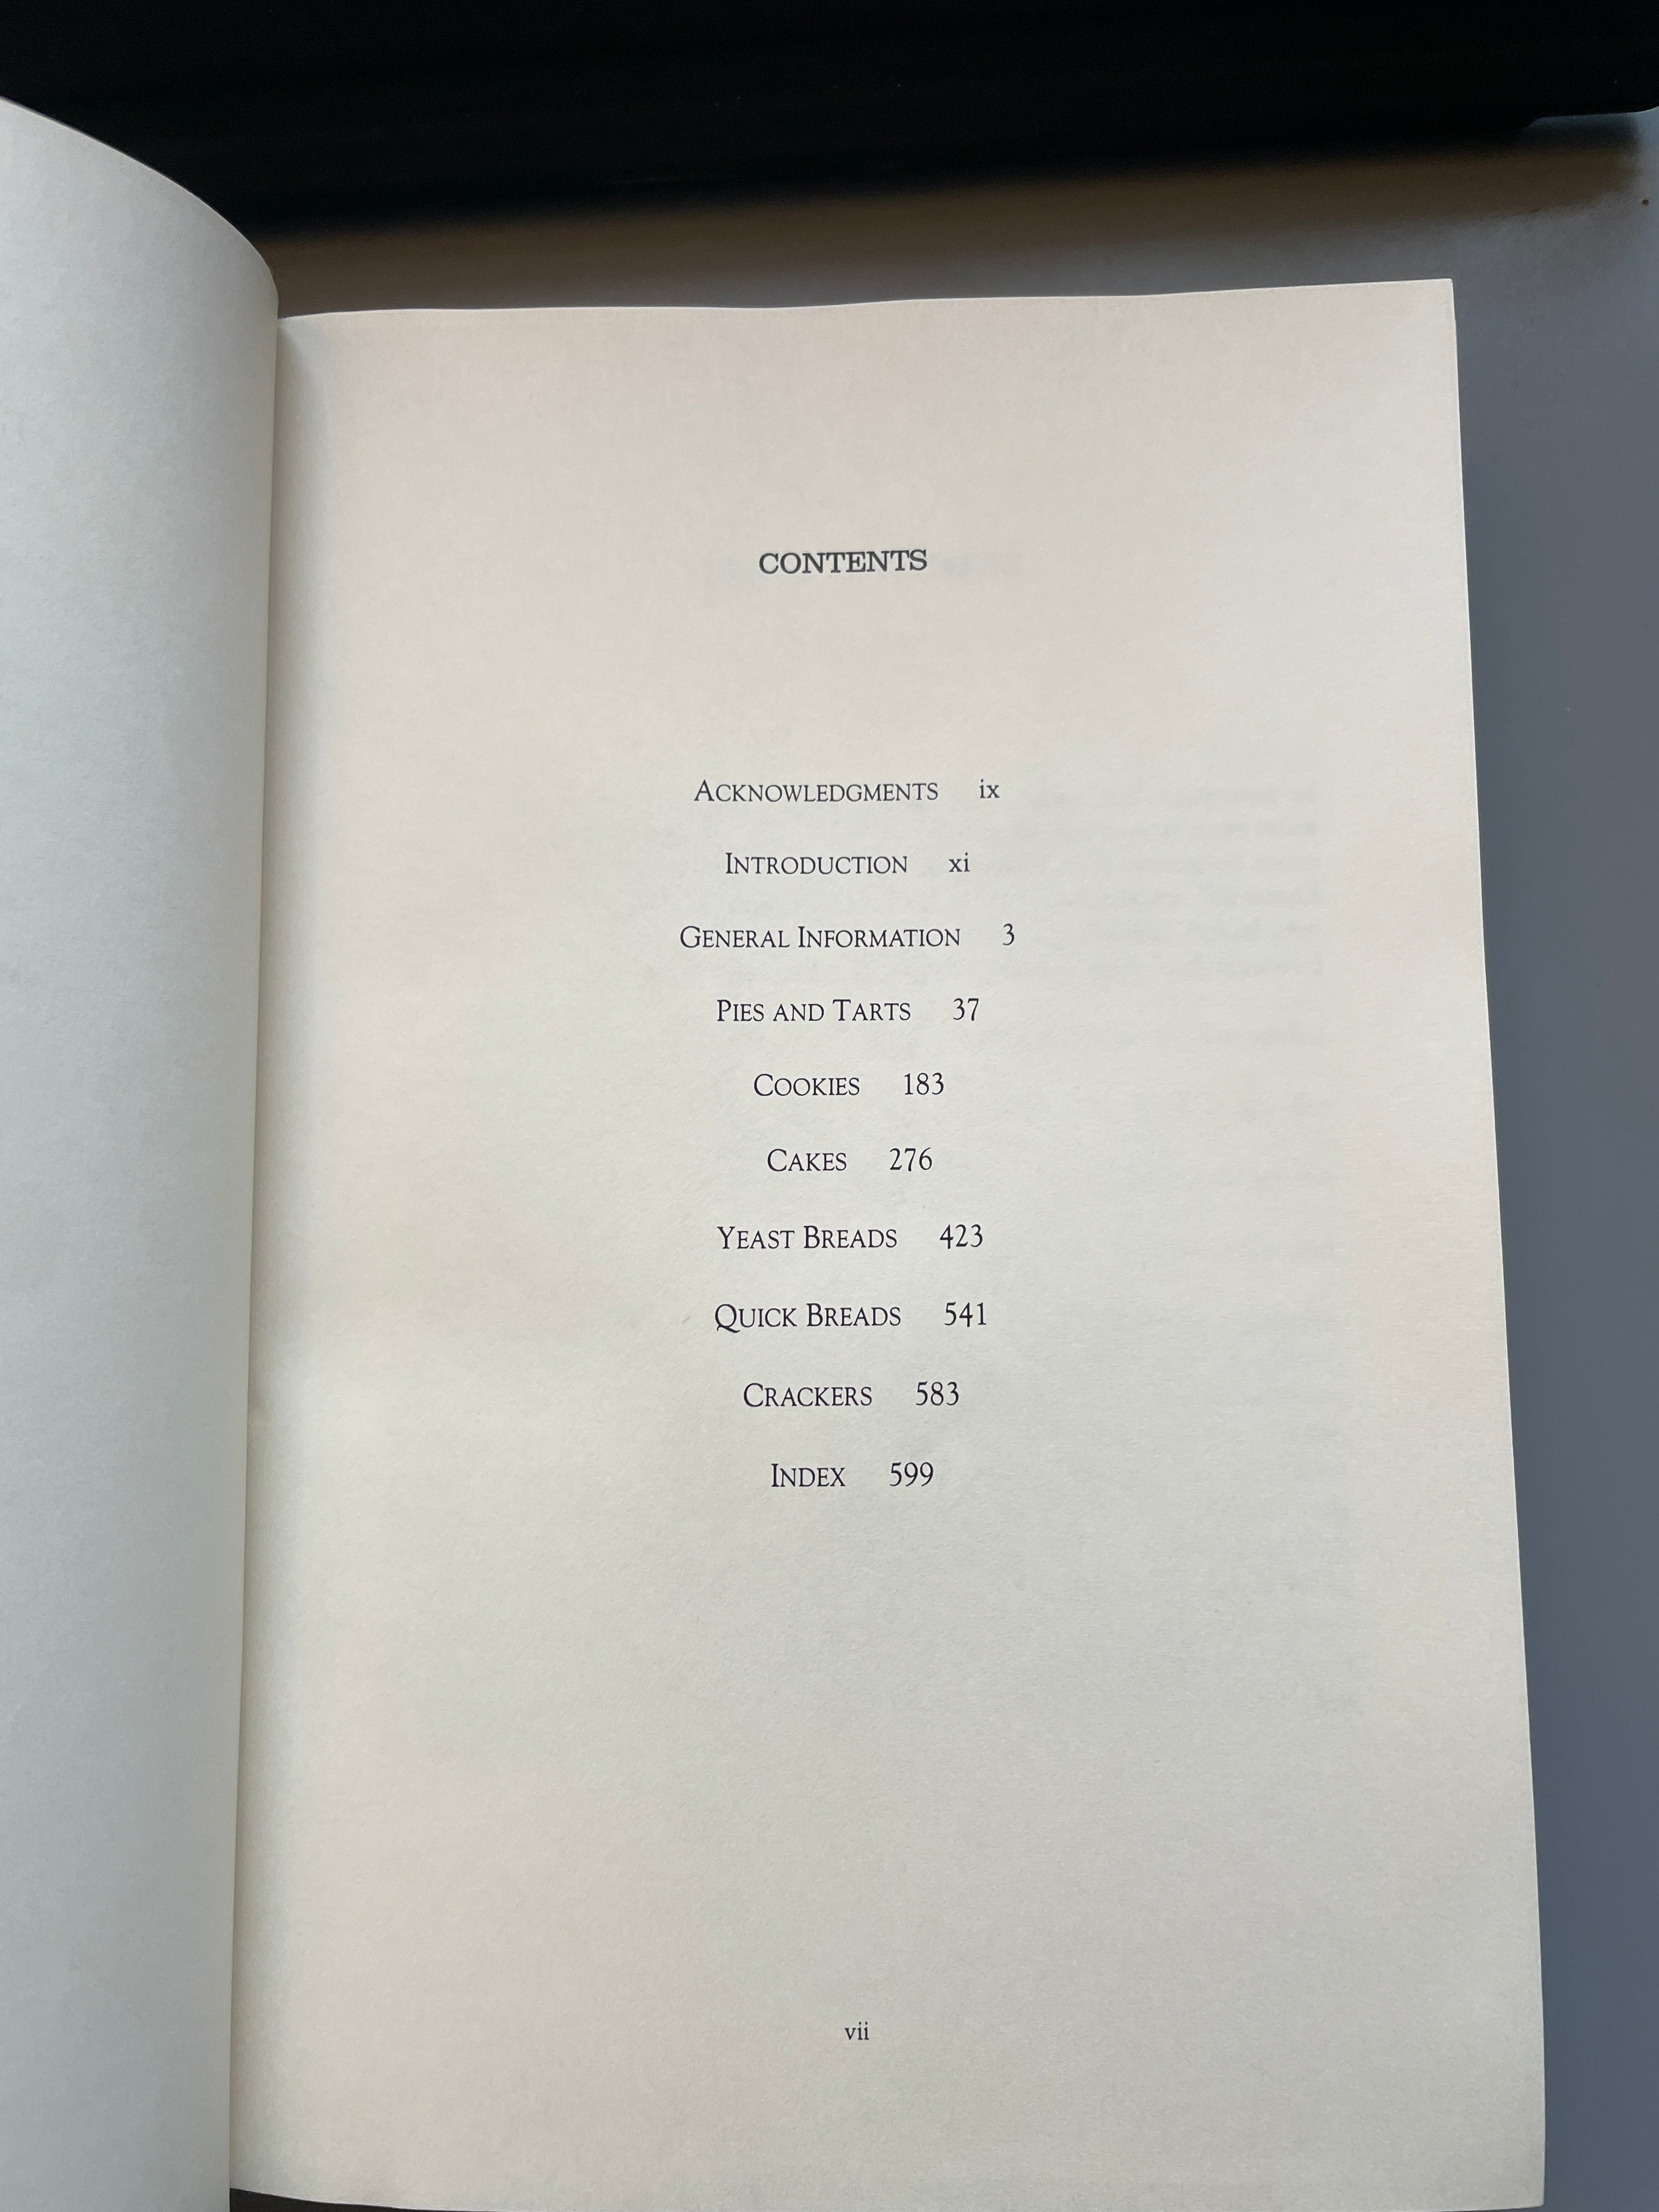 CONTENTS
ACKNOWLEDGMENTS ix
INTRODUCTION xi
GENERAL INFORMATION 3
PIES AND TARTS 37
COOKIES 183
CAKES 276
YEAST BREADS 423
QUICK BREADS 541
CRACKERS 583
INDEX 599
vii